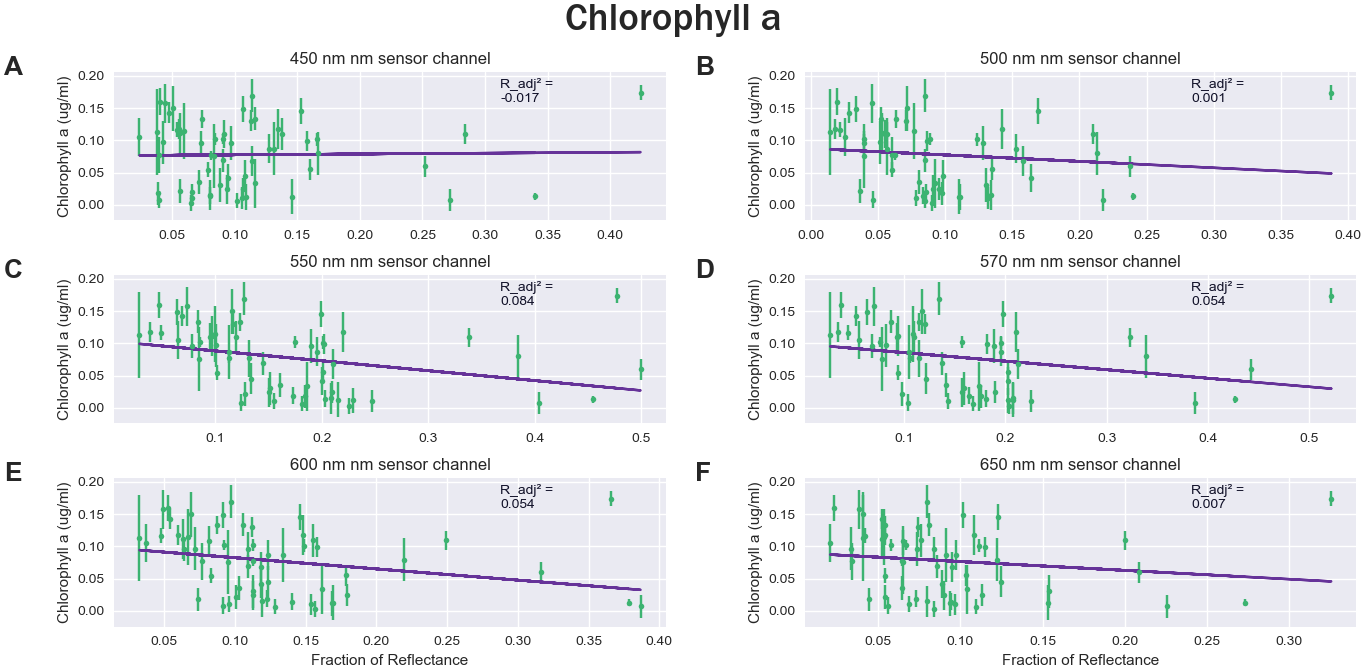 Chlorophyll a
A
450 nm nm sensor channel
Chlorophyll a (ug/ml)
0.20
0.15
0.10
0.05
0.00
R_adj² =
-0.017
0.05 0.10 0.15 0.20 0.25 0.30 0.35 0.40
B
500 nm nm sensor channel
Chlorophyll a (ug/ml)
0.20
0.15
0.10
0.05
0.00
R_adj² =
0.001
0.00 0.05 0.10 0.15 0.20 0.25 0.30 0.35 0.40
C
550 nm nm sensor channel
Chlorophyll a (ug/ml)
0.20
0.15
0.10
0.05
0.00
R_adj² =
0.084
0.1 0.2 0.3 0.4 0.5
D
570 nm nm sensor channel
Chlorophyll a (ug/ml)
0.20
0.15
0.10
0.05
0.00
R_adj² =
0.054
0.1 0.2 0.3 0.4 0.5
E
600 nm nm sensor channel
Chlorophyll a (ug/ml)
0.20
0.15
0.10
0.05
0.00
R_adj² =
0.054
0.05 0.10 0.15 0.20 0.25 0.30 0.35 0.40
Fraction of Reflectance
F
650 nm nm sensor channel
Chlorophyll a (ug/ml)
0.20
0.15
0.10
0.05
0.00
R_adj² =
0.007
0.05 0.10 0.15 0.20 0.25 0.30
Fraction of Reflectance